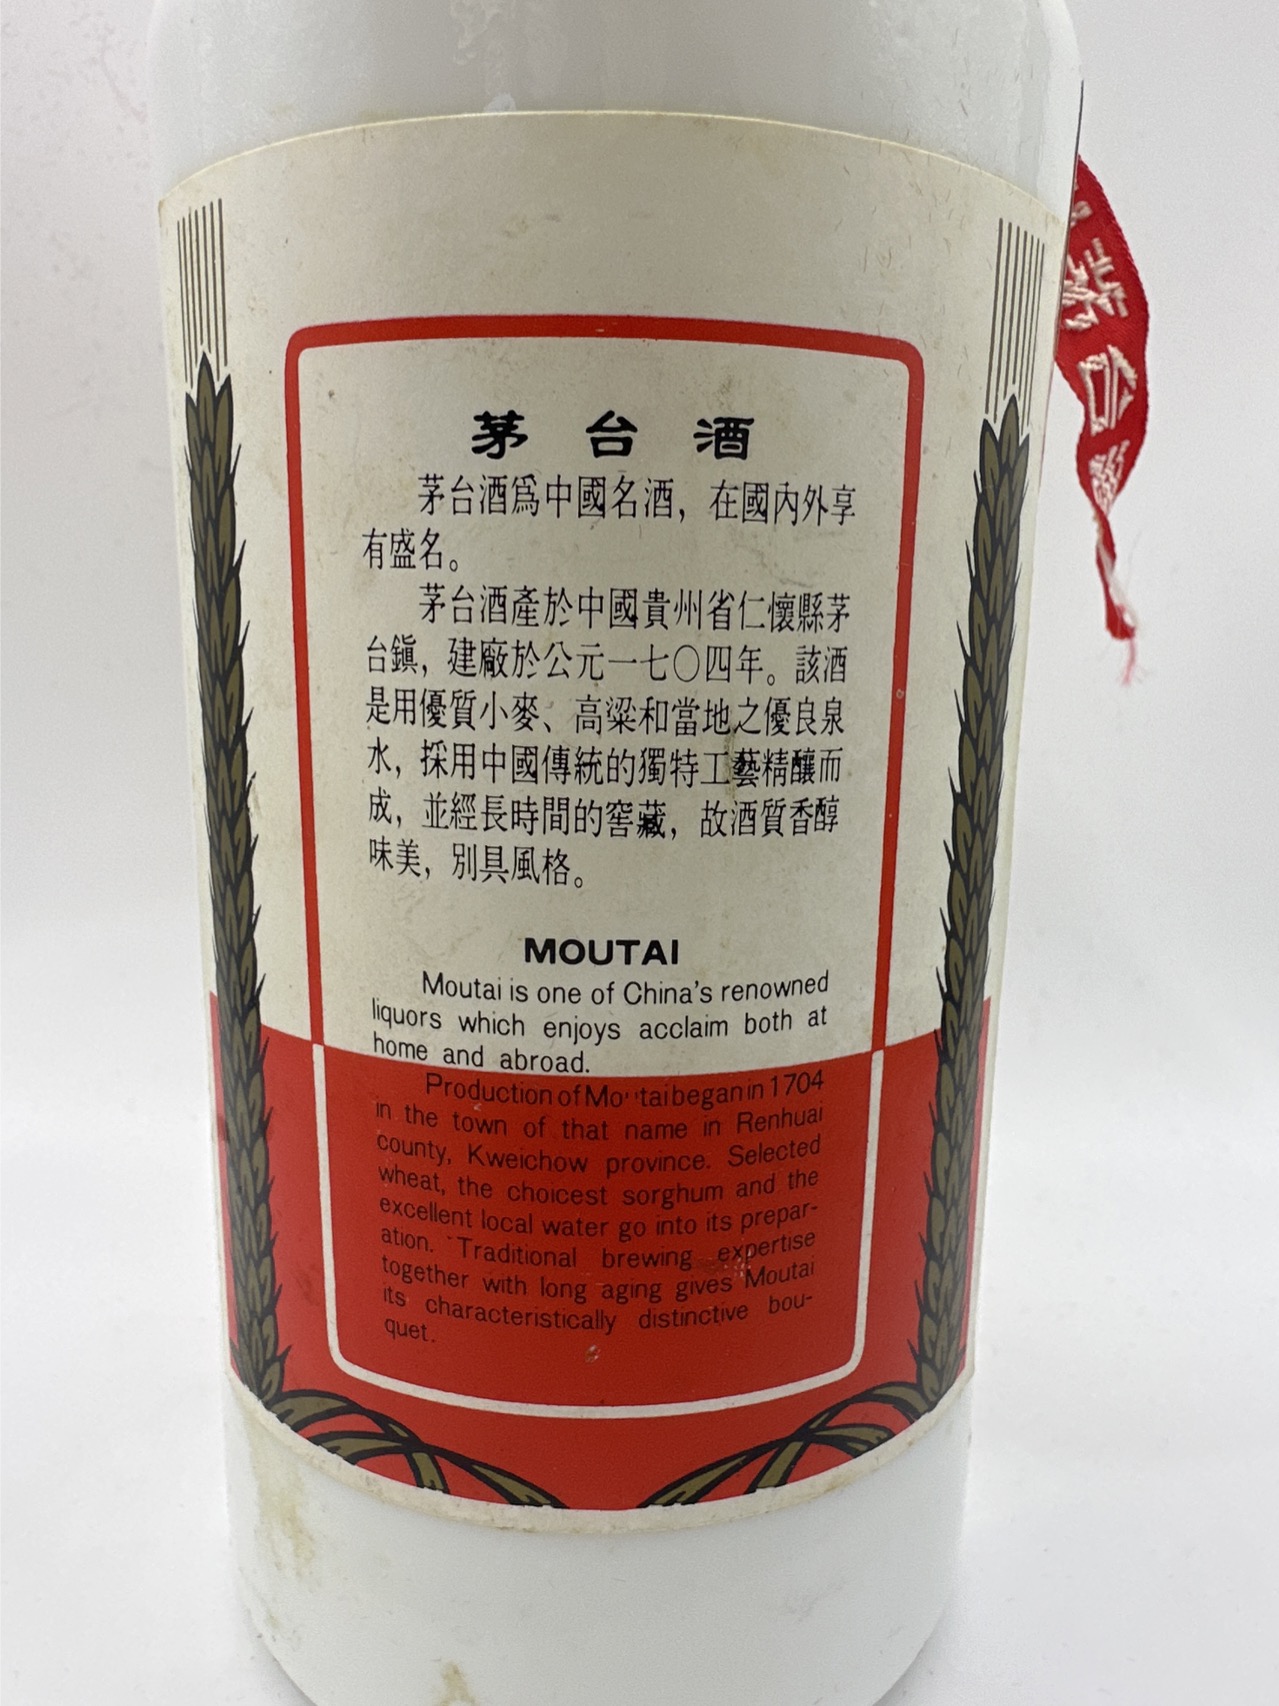 茅台酒
茅台酒爲中國名酒，在國內外享
有盛名。
茅台酒產於中國貴州省仁懷縣茅
台鎮，建廠於公元一七〇四年。該酒
是用優質小麥、高粱和當地之優良泉
水，採用中國傳統的獨特工藝精釀而
成，並經長時間的窖藏，故酒質香醇
味美，別具風格。
MOUTAI
Moutai is one of China's renowned
liquors which enjoys acclaim both at
home and abroad.
Production of Moutai began in 1704
in the town of that name in Renhuai
county, Kweichow province. Selected
wheat, the choicest sorghum and the
excellent local water go into its prepar-
ation. Traditional brewing expertise
together with long aging gives Moutai
its characteristically distinctive bou-
quet.
茅台酒